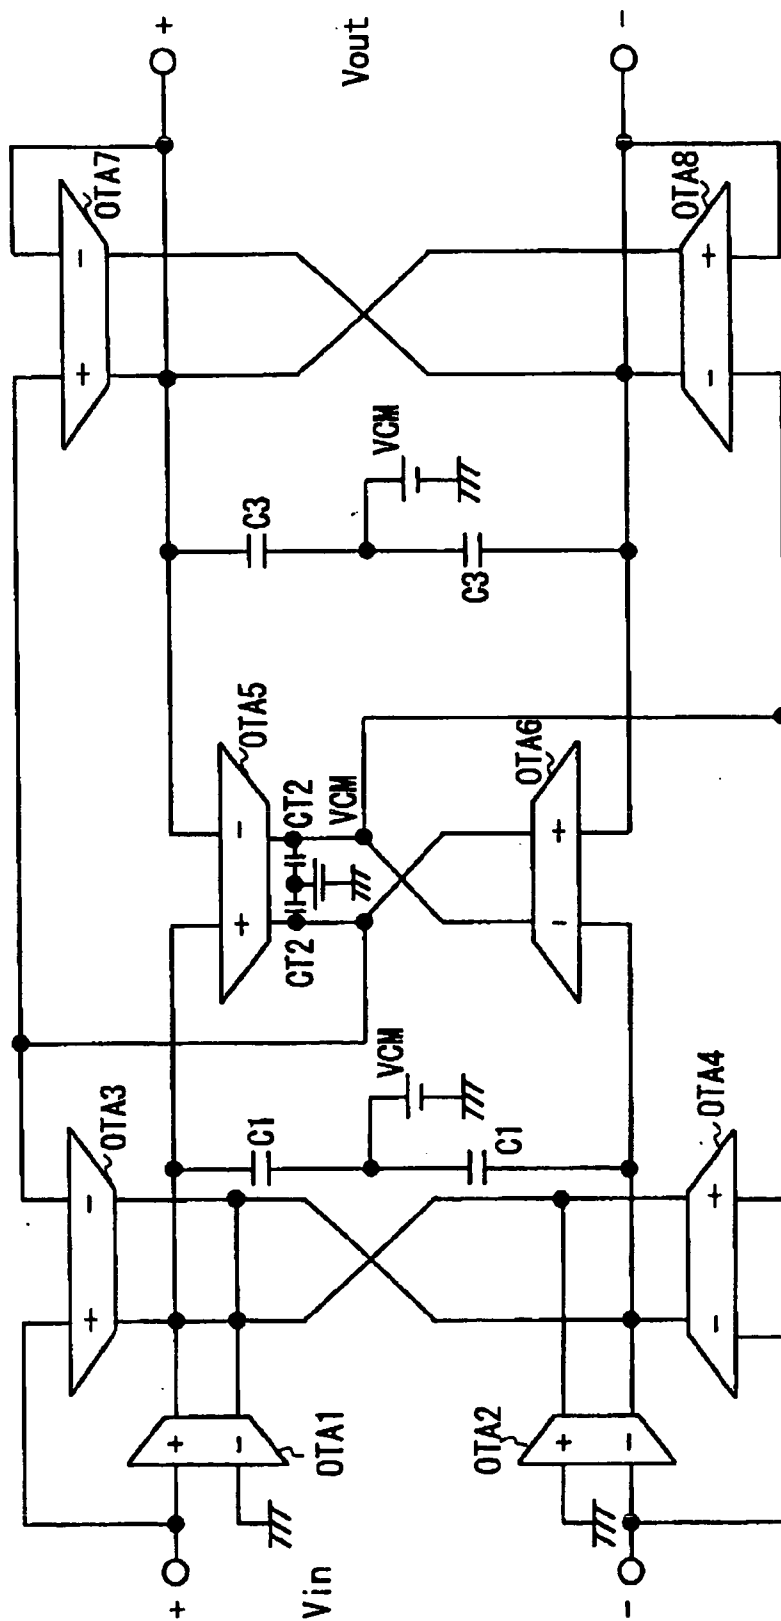 +
Vin
-
OTA1
+
-
OTA2
+
-
OTA3
+
-
OTA4
-
+
C1
C1
VCM
OTA5
+
-
CT2
CT2
VCM
OTA6
-
+
C3
C3
VCM
OTA7
+
-
OTA8
-
+
+
Vout
-